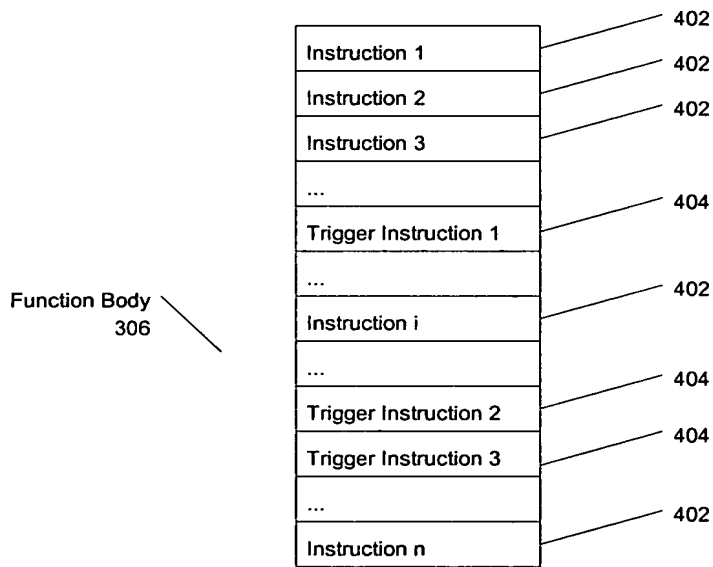 402
Instruction 1
402
Instruction 2
402
Instruction 3
...
404
Trigger Instruction 1
...
Function Body
306
402
Instruction i
...
404
Trigger Instruction 2
404
Trigger Instruction 3
...
402
Instruction n